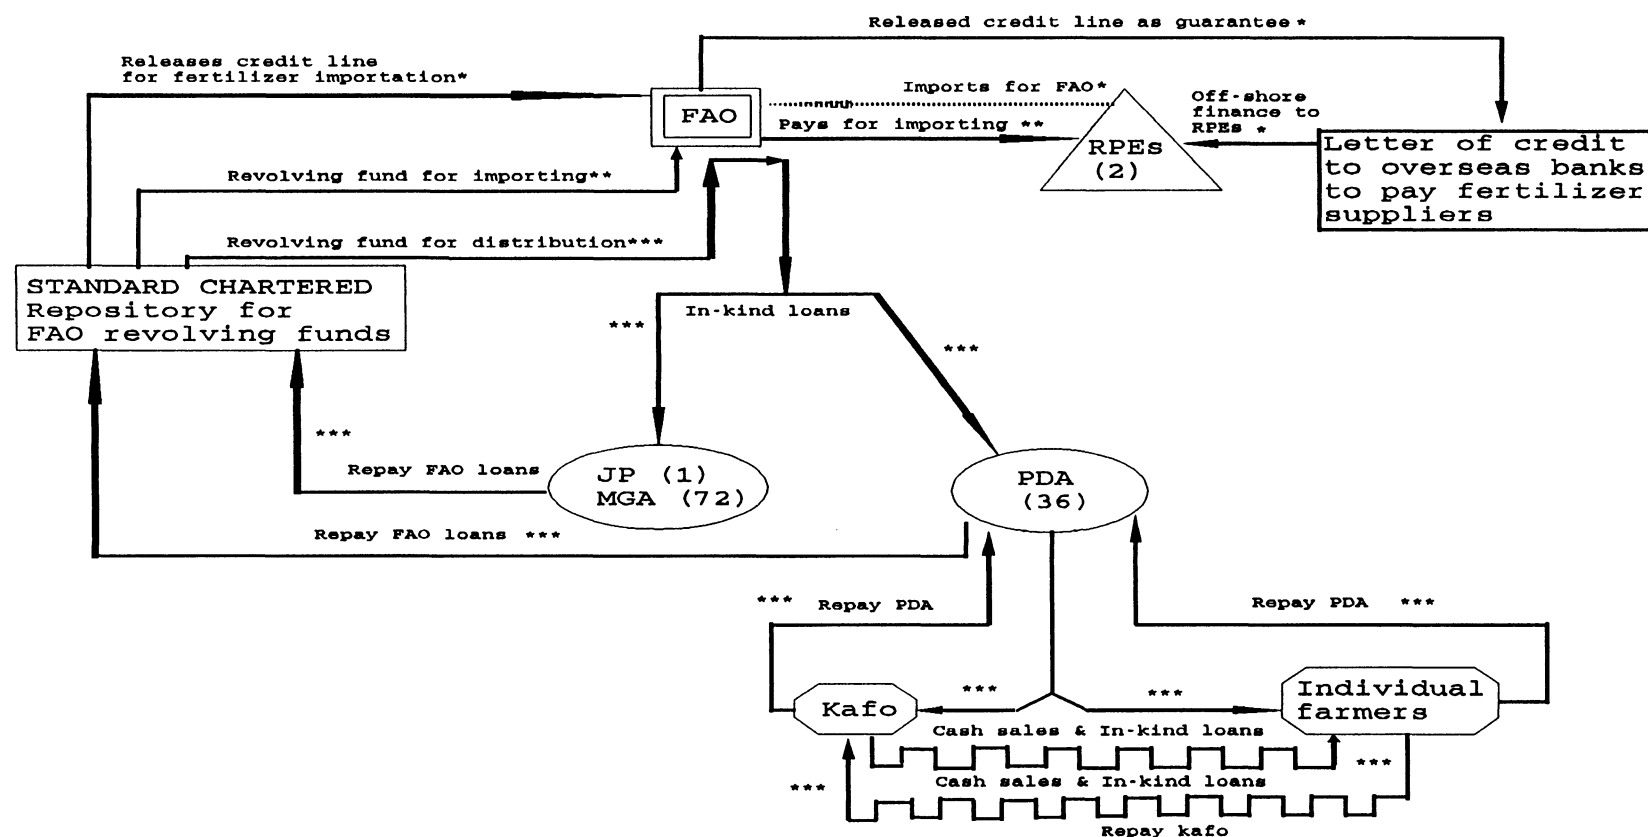 Released credit line as guarantee *
Releases credit line
for fertilizer importation*
Imports for FAO*
Off-shore
finance to
RPEs *
FAO
Pays for importing **
RPEs
(2)
Letter of credit
to overseas banks
to pay fertilizer
suppliers
Revolving fund for importing**
Revolving fund for distribution***
STANDARD CHARTERED
Repository for
FAO revolving funds
In-kind loans
***
***
***
Repay FAO loans
JP (1)
MGA (72)
PDA
(36)
Repay FAO loans ***
*** Repay PDA
Repay PDA ***
***
***
Kafo
Individual
farmers
Cash sales & In-kind loans
***
Cash sales & In-kind loans
***
Repay kafo